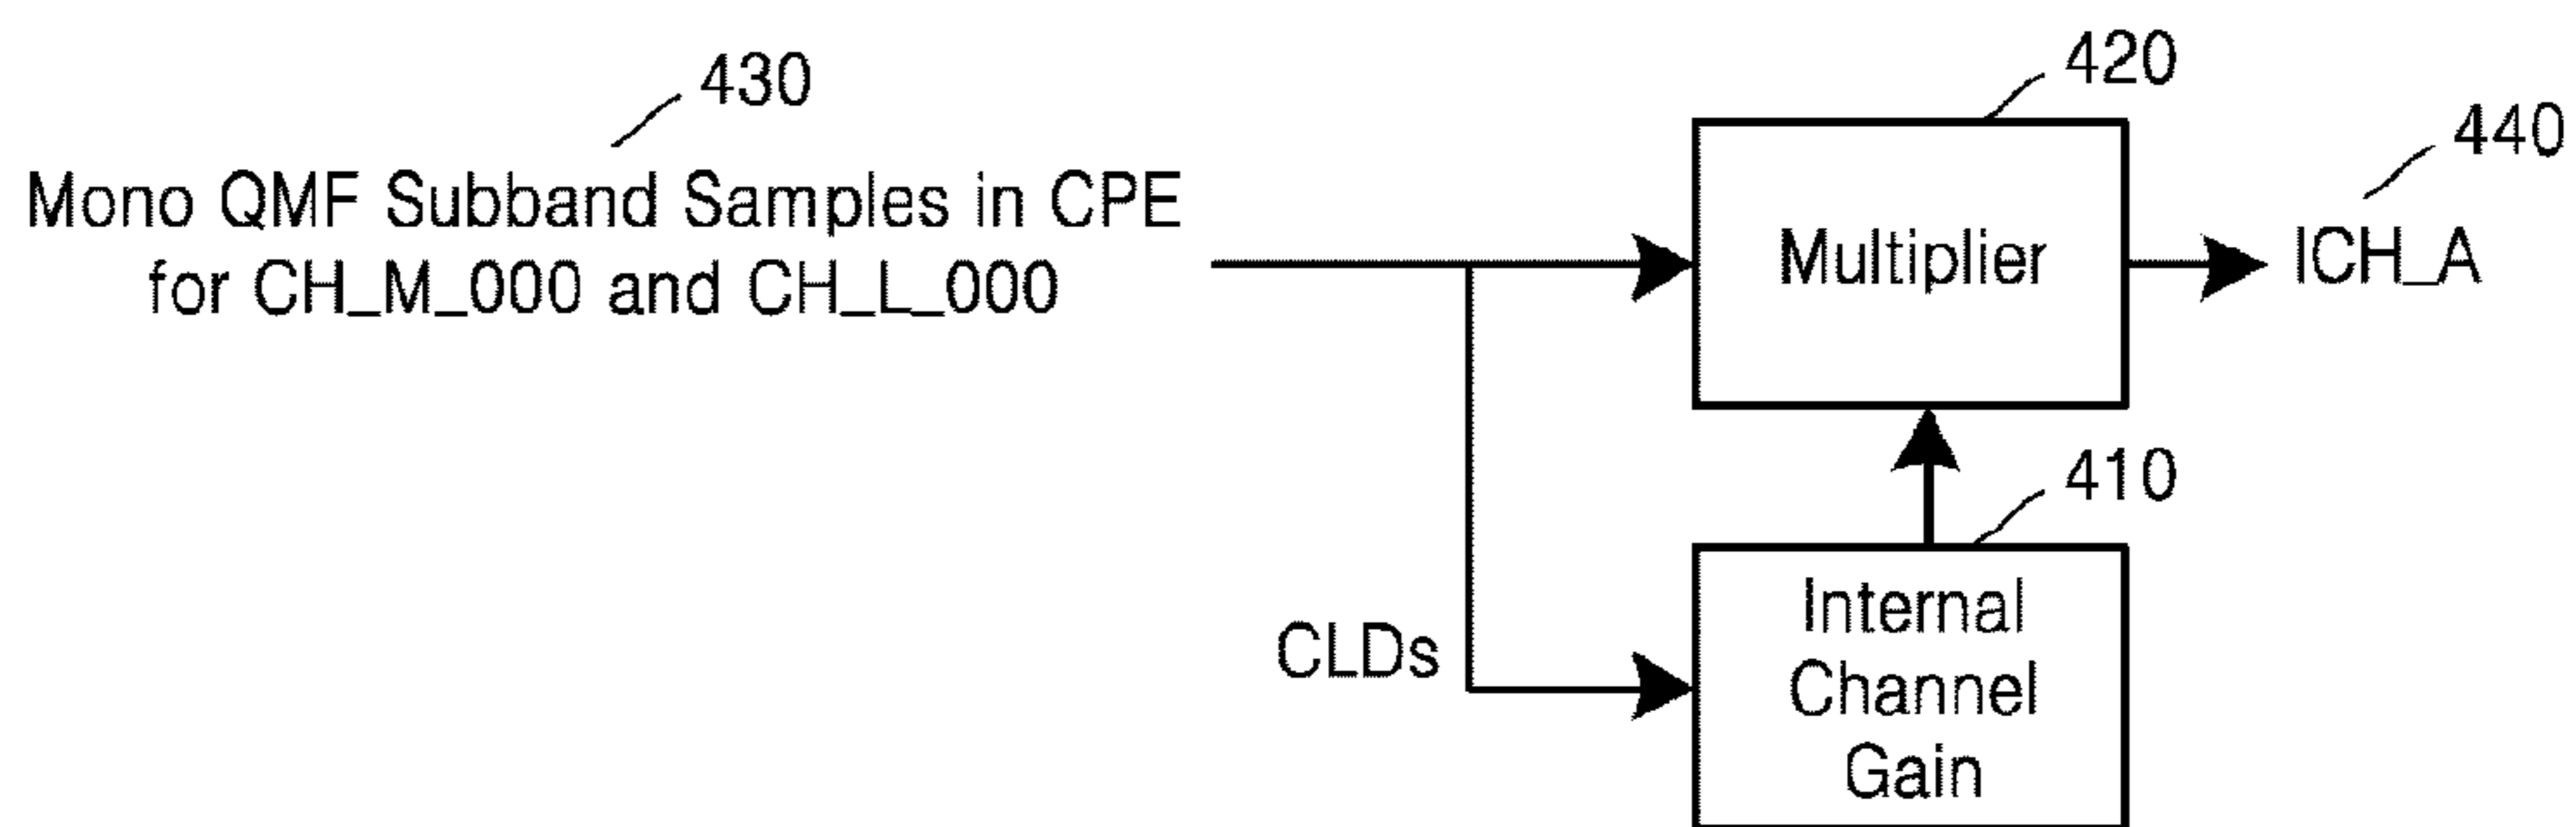 430
Mono QMF Subband Samples in CPE
for CH_M_000 and CH_L_000
420
Multiplier
440
ICH_A
CLDs
410
Internal
Channel
Gain